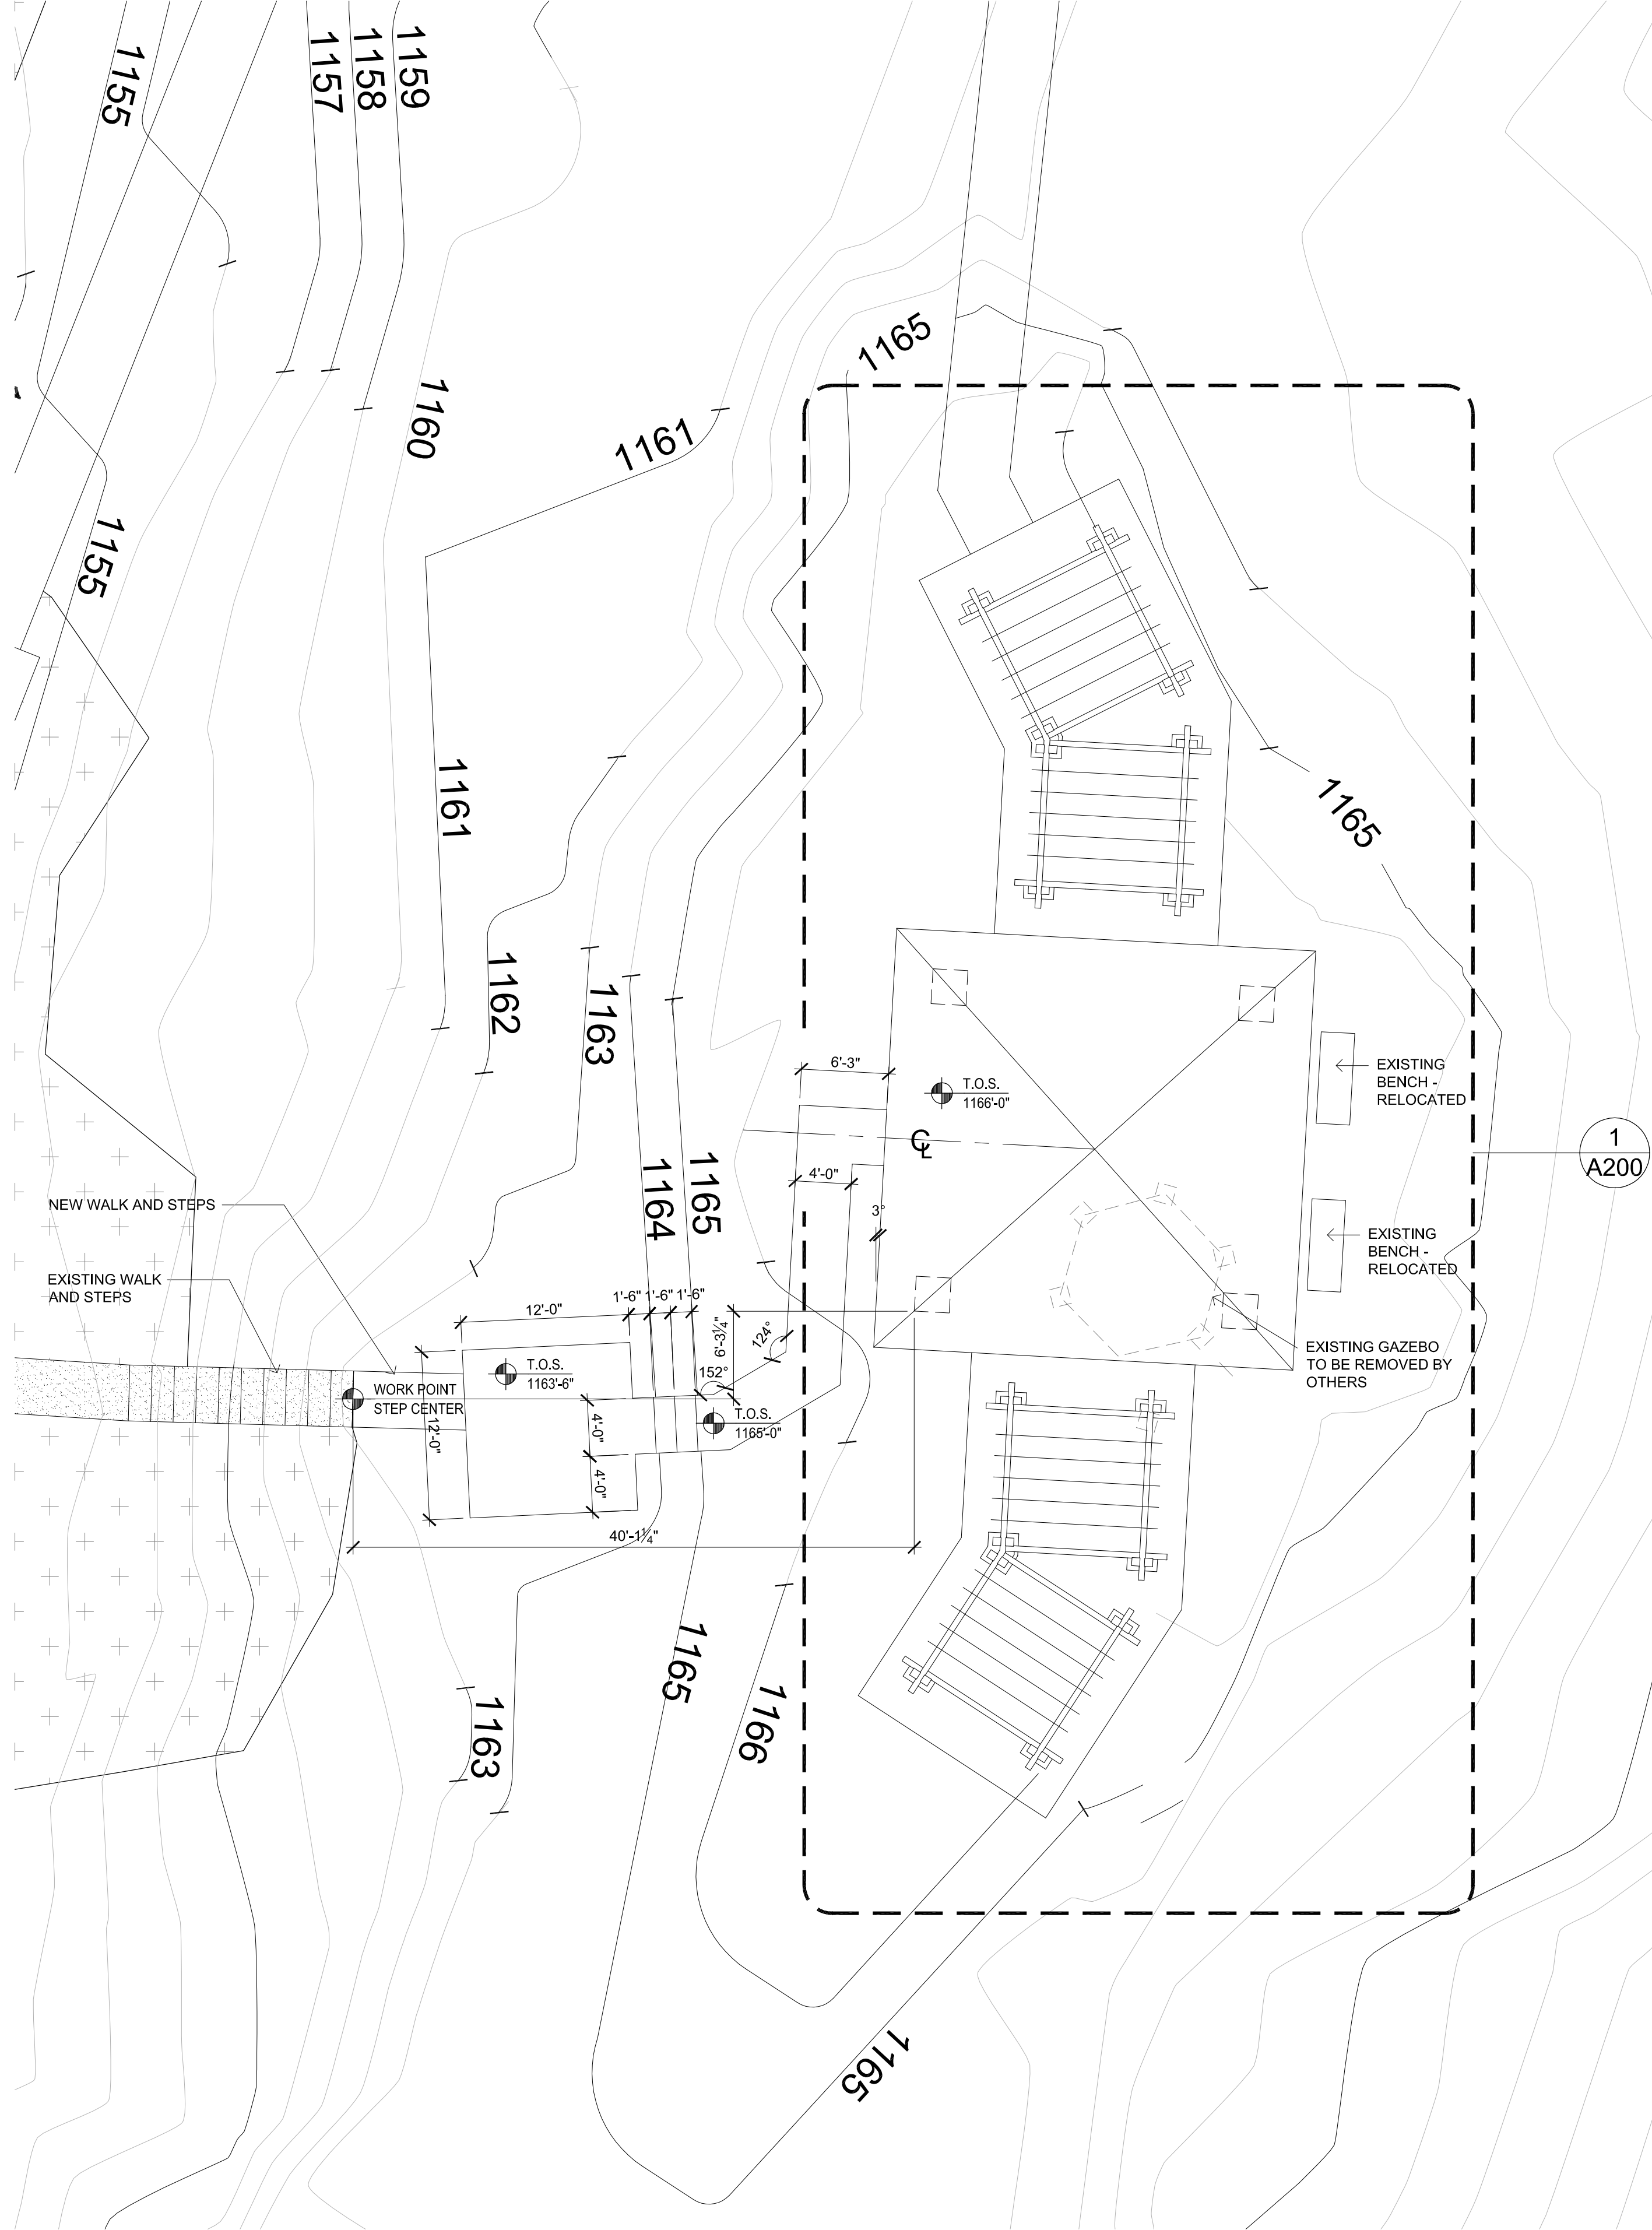 1155
1157
1158
1159
1165
1160
1161
1155
1161
1165
1162
1163
6'-3"
T.O.S.
1166'-0"
EXISTING
BENCH -
RELOCATED
1
A200
℄
1164
1165
4'-0"
3°
NEW WALK AND STEPS
EXISTING
BENCH -
RELOCATED
EXISTING WALK
AND STEPS
12'-0"
1'-6"
1'-6"
1'-6"
6'-3¼"
124°
EXISTING GAZEBO
TO BE REMOVED BY
OTHERS
T.O.S.
1163'-6"
152°
WORK POINT
STEP CENTER
12'-0"
4'-0"
T.O.S.
1165'-0"
4'-0"
40'-1¼"
1165
1166
1163
1165